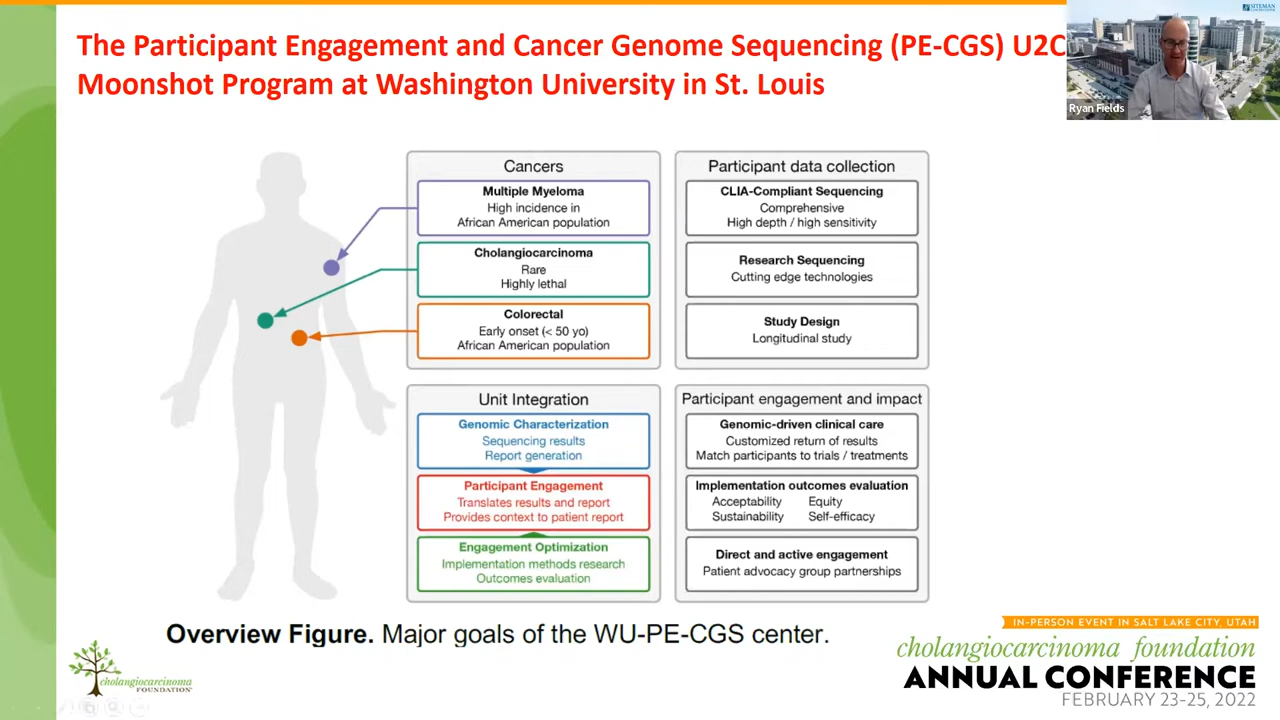 The Participant Engagement and Cancer Genome Sequencing (PE-CGS) U2C
Moonshot Program at Washington University in St. Louis
SITEMAN
Ryan Fields
Cancers
Multiple Myeloma
High incidence in
African American population
Cholangiocarcinoma
Rare
Highly lethal
Colorectal
Early onset (< 50 yo)
African American population
Participant data collection
CLIA-Compliant Sequencing
Comprehensive
High depth / high sensitivity
Research Sequencing
Cutting edge technologies
Study Design
Longitudinal study
Unit Integration
Genomic Characterization
Sequencing results
Report generation
Participant Engagement
Translates results and report
Provides context to patient report
Engagement Optimization
Implementation methods research
Outcomes evaluation
Participant engagement and impact
Genomic-driven clinical care
Customized return of results
Match participants to trials / treatments
Implementation outcomes evaluation
Acceptability Equity
Sustainability Self-efficacy
Direct and active engagement
Patient advocacy group partnerships
Overview Figure. Major goals of the WU-PE-CGS center.
cholangiocarcinoma
FOUNDATION
IN-PERSON EVENT IN SALT LAKE CITY, UTAH
cholangiocarcinoma foundation
ANNUAL CONFERENCE
FEBRUARY 23-25, 2022